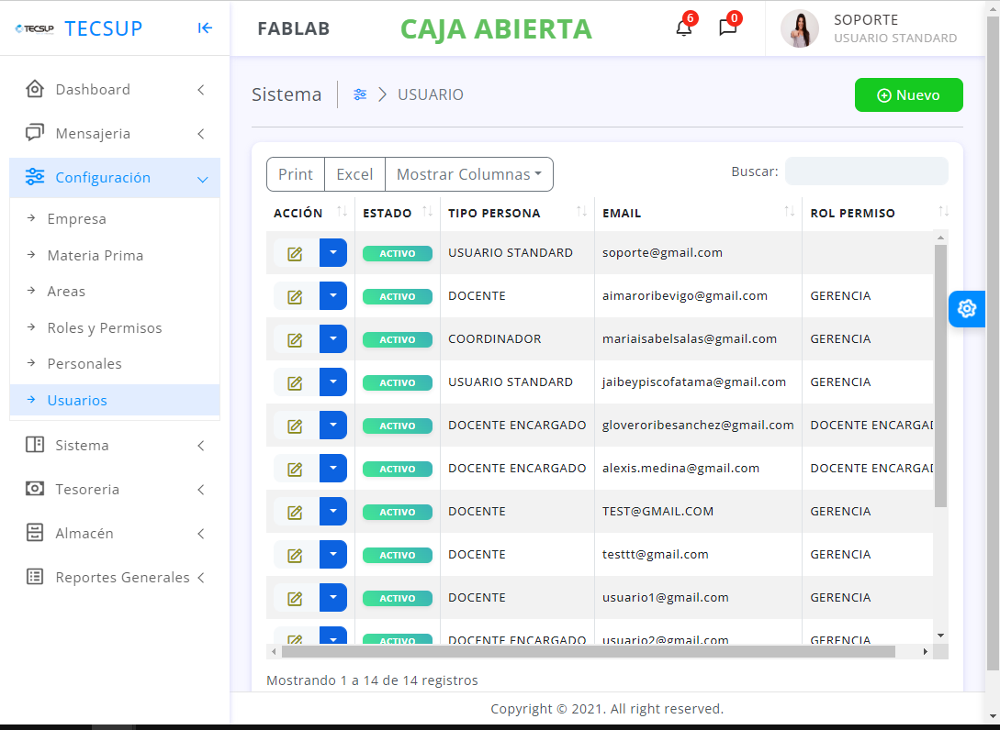 TECSUP TECSUP
FABLAB
CAJA ABIERTA
6
0
SOPORTE
USUARIO STANDARD
Dashboard
Mensajeria
Configuración
Empresa
Materia Prima
Areas
Roles y Permisos
Personales
Usuarios
Sistema
Tesoreria
Almacén
Reportes Generales
Sistema USUARIO
Nuevo
Print Excel Mostrar Columnas
Buscar:
ACCIÓN ESTADO TIPO PERSONA EMAIL ROL PERMISO
ACTIVO USUARIO STANDARD soporte@gmail.com
ACTIVO DOCENTE aimaroribevigo@gmail.com GERENCIA
ACTIVO COORDINADOR mariaisabelsalas@gmail.com GERENCIA
ACTIVO USUARIO STANDARD jaibeypiscofatama@gmail.com GERENCIA
ACTIVO DOCENTE ENCARGADO gloveroribesanchez@gmail.com DOCENTE ENCARGAD
ACTIVO DOCENTE ENCARGADO alexis.medina@gmail.com DOCENTE ENCARGAD
ACTIVO DOCENTE TEST@GMAIL.COM GERENCIA
ACTIVO DOCENTE testtt@gmail.com GERENCIA
ACTIVO DOCENTE usuario1@gmail.com GERENCIA
ACTIVO DOCENTE ENCARGADO usuario2@gmail.com GERENCIA
Mostrando 1 a 14 de 14 registros
Copyright © 2021. All right reserved.